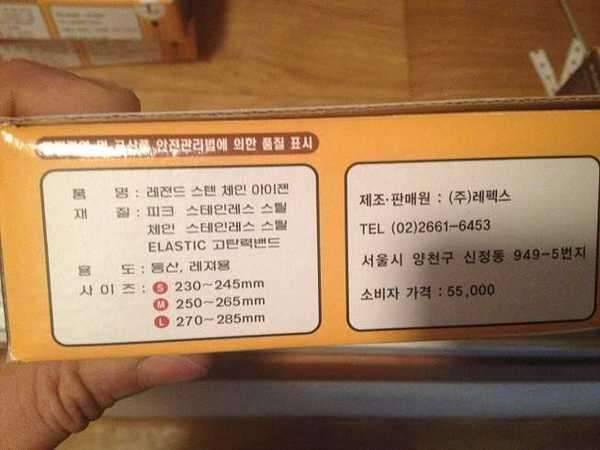 및 공산품 안전관리법에 의한 품질 표시
품 명 : 레전드 스텐 체인 아이젠
재 질 : 피크 스테인레스 스틸
체인 스테인레스 스틸
ELASTIC 고탄력밴드
용 도 : 등산, 레져용
사 이 즈 : S 230~245mm
M 250~265mm
L 270~285mm
제조·판매원 : (주)레펙스
TEL (02)2661-6453
서울시 양천구 신정동 949-5번지
소비자 가격 : 55,000